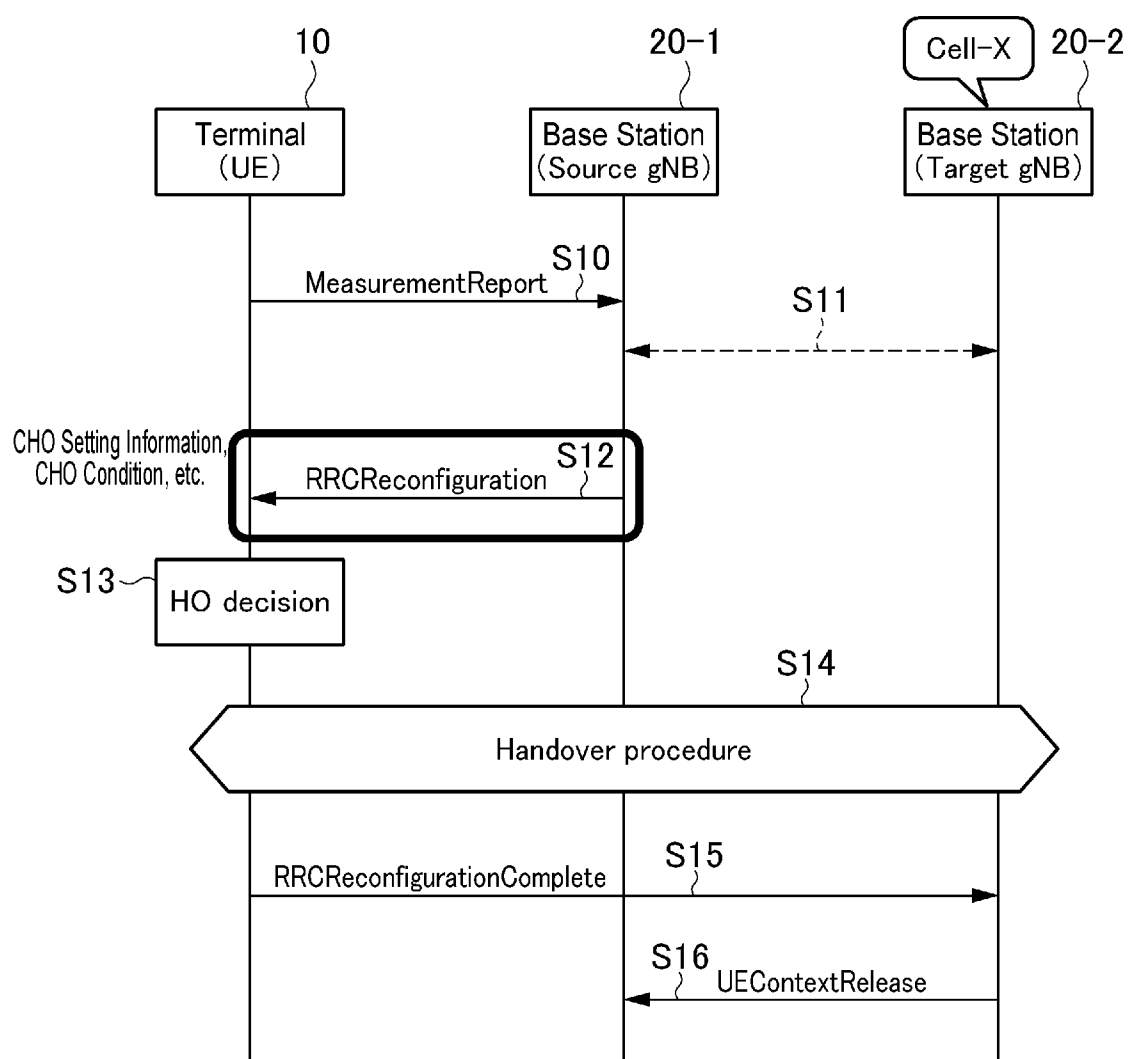 10
20-1
Cell-X
20-2
Terminal
(UE)
Base Station
(Source gNB)
Base Station
(Target gNB)
S10
MeasurementReport
S11
CHO Setting Information,
CHO Condition, etc.
S12
RRCReconfiguration
S13
HO decision
S14
Handover procedure
RRCReconfigurationComplete
S15
S16
UEContextRelease